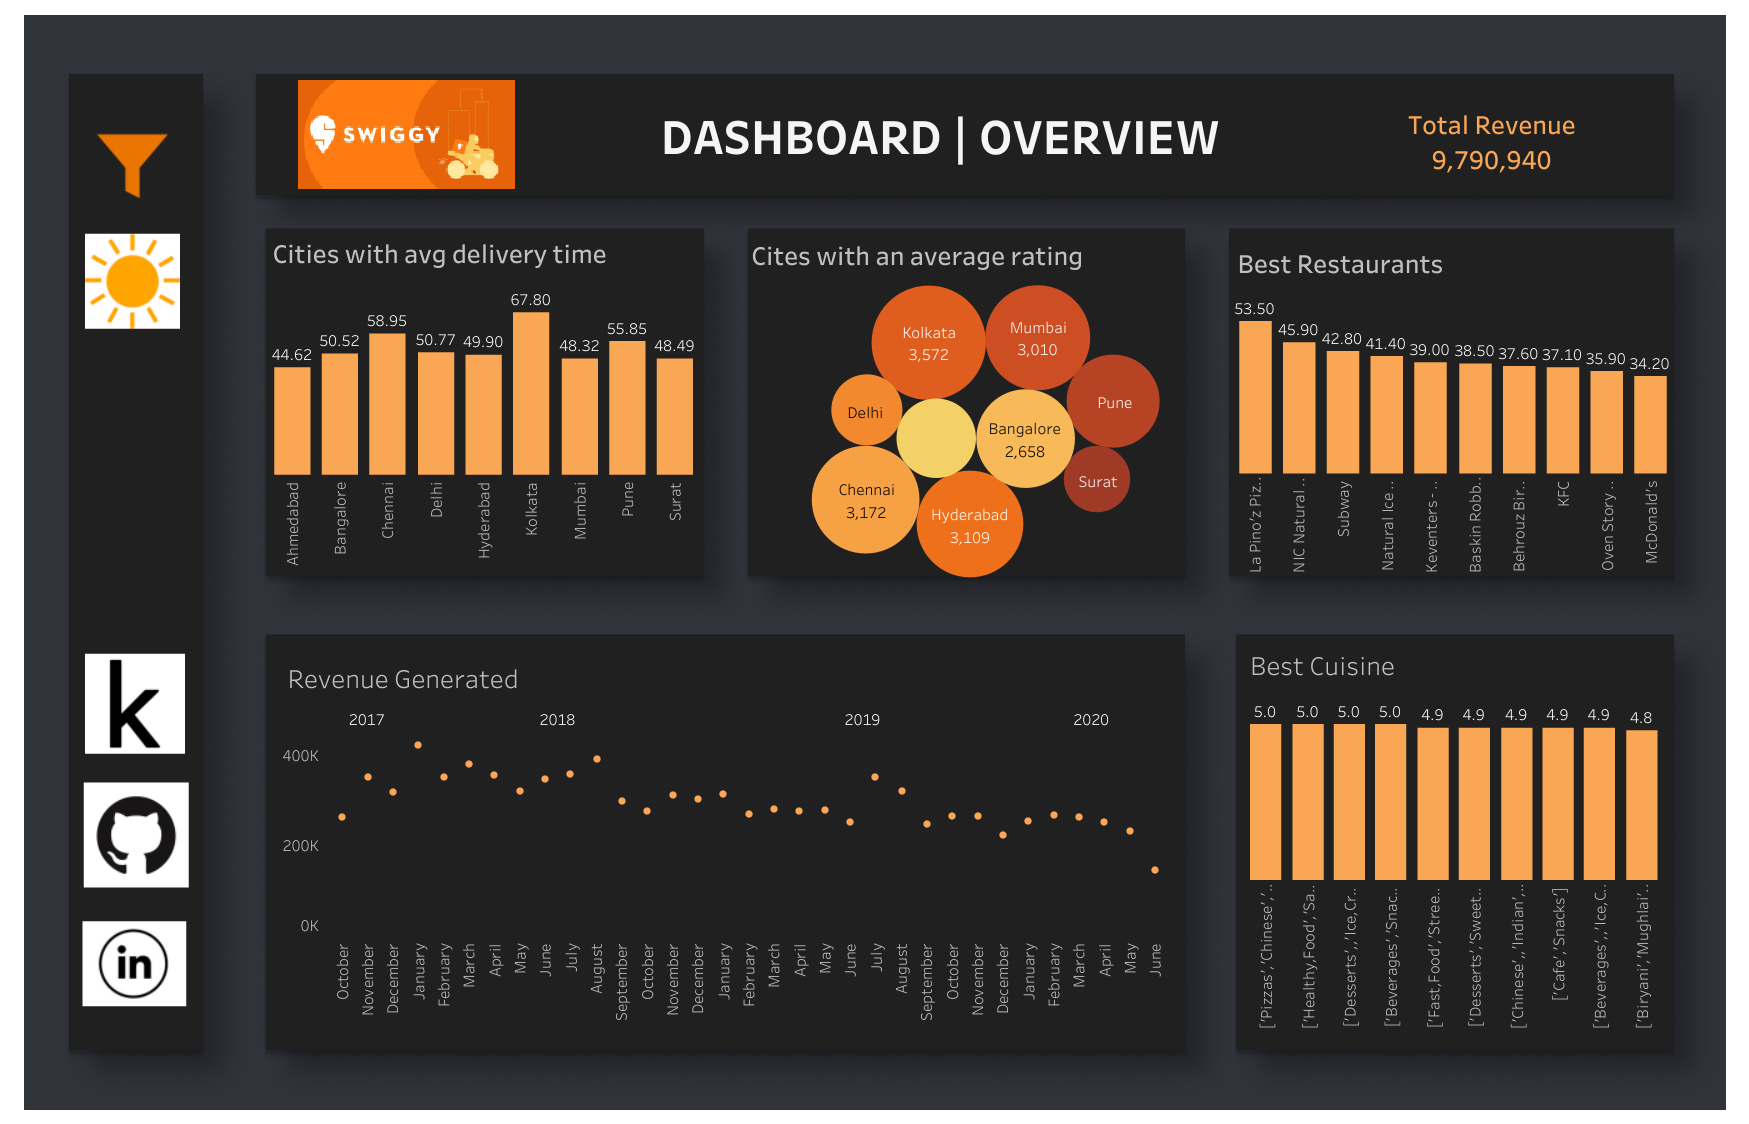 SWIGGY
DASHBOARD | OVERVIEW
Total Revenue
9,790,940
Cities with avg delivery time
44.62 50.52 58.95 50.77 49.90 67.80 48.32 55.85 48.49
Ahmedabad Bangalore Chennai Delhi Hyderabad Kolkata Mumbai Pune Surat
Cites with an average rating
Kolkata
3,572
Mumbai
3,010
Pune
Delhi
Bangalore
2,658
Surat
Chennai
3,172
Hyderabad
3,109
Best Restaurants
53.50 45.90 42.80 41.40 39.00 38.50 37.60 37.10 35.90 34.20
La Pino'z Piz..
NIC Natural ..
Subway
Natural Ice ..
Keventers - ..
Baskin Robb..
Behrouz Bir..
KFC
Oven Story ..
McDonald's
Revenue Generated
2017 2018 2019 2020
400K
200K
0K
October November December January February March April May June July August September October November December January February March April May June July August September October November December January February March April May June
Best Cuisine
5.0 5.0 5.0 5.0 4.9 4.9 4.9 4.9 4.9 4.8
['Pizzas','Chinese','..
['Healthy,Food','Sa..
['Desserts',,'Ice,Cr..
['Beverages','Snac..
['Fast,Food','Stree..
['Desserts','Sweet..
['Chinese',,'Indian',..
['Cafe','Snacks']
['Beverages',,'Ice,C..
['Biryani','Mughlai'..
k
in